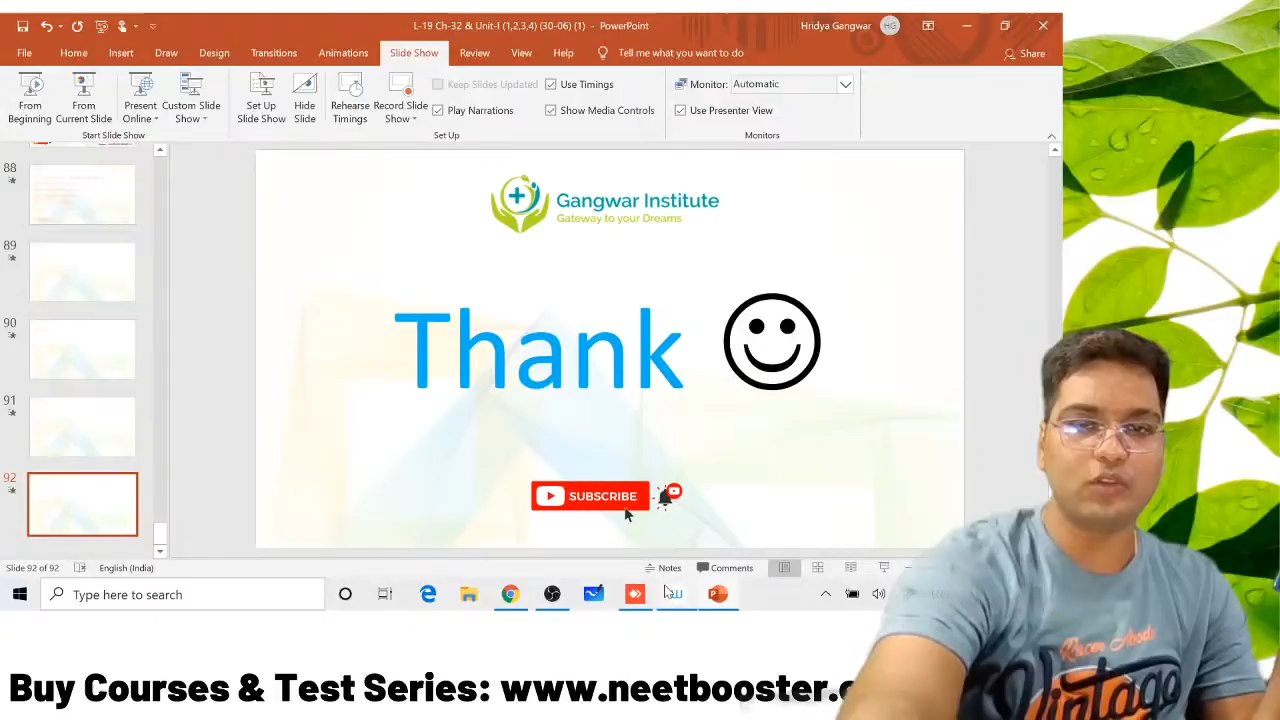 L-19 Ch-32 & Unit-I (1,2,3,4) (30-06) (1) - PowerPoint
Hridya Gangwar
HG
File
Home
Insert
Draw
Design
Transitions
Animations
Slide Show
Review
View
Help
Tell me what you want to do
Share
From Beginning
From Current Slide
Present Online
Custom Slide Show
Set Up Slide Show
Hide Slide
Rehearse Timings
Record Slide Show
Keep Slides Updated
Use Timings
Play Narrations
Show Media Controls
Monitor:
Automatic
Use Presenter View
Start Slide Show
Set Up
Monitors
88
89
90
91
92
Gangwar Institute
Gateway to your Dreams
Thank
SUBSCRIBE
Slide 92 of 92
English (India)
Notes
Comments
Type here to search
Racer Abode
Vintage
Buy Courses & Test Series: www.neetbooster.